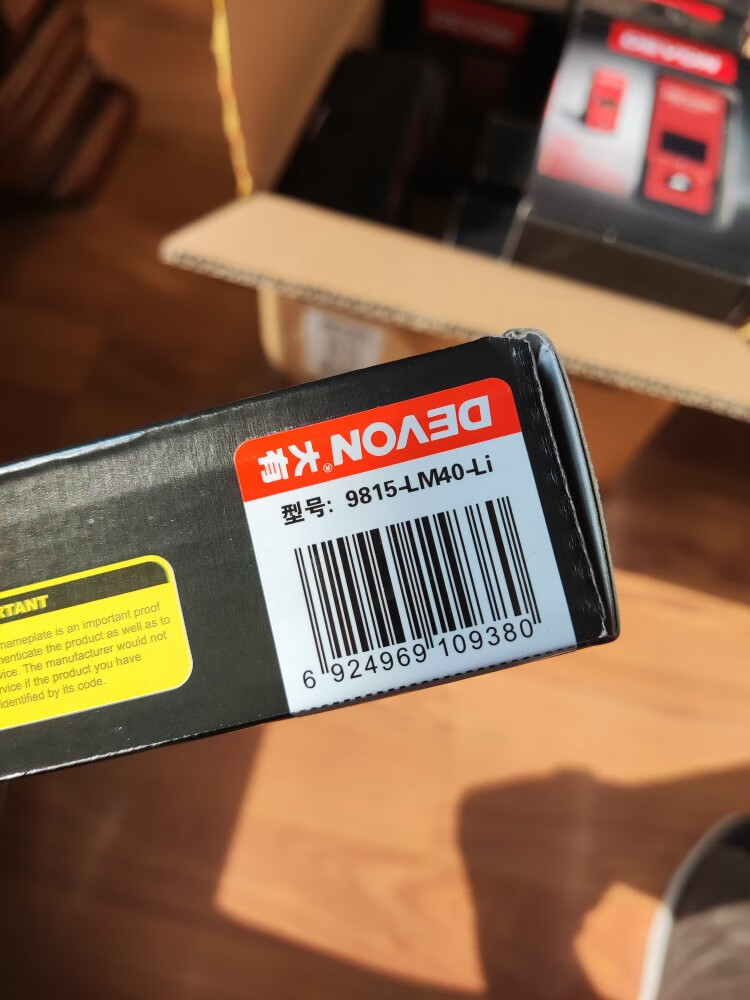 DEVON
DEVON
DEVON 大有®
型号: 9815-LM40-Li
6 924969 109380
RTANT
nameplate is an important proof
henticate the product as well as to
vice. The manufacturer would not
rvice if the product you have
identified by its code.